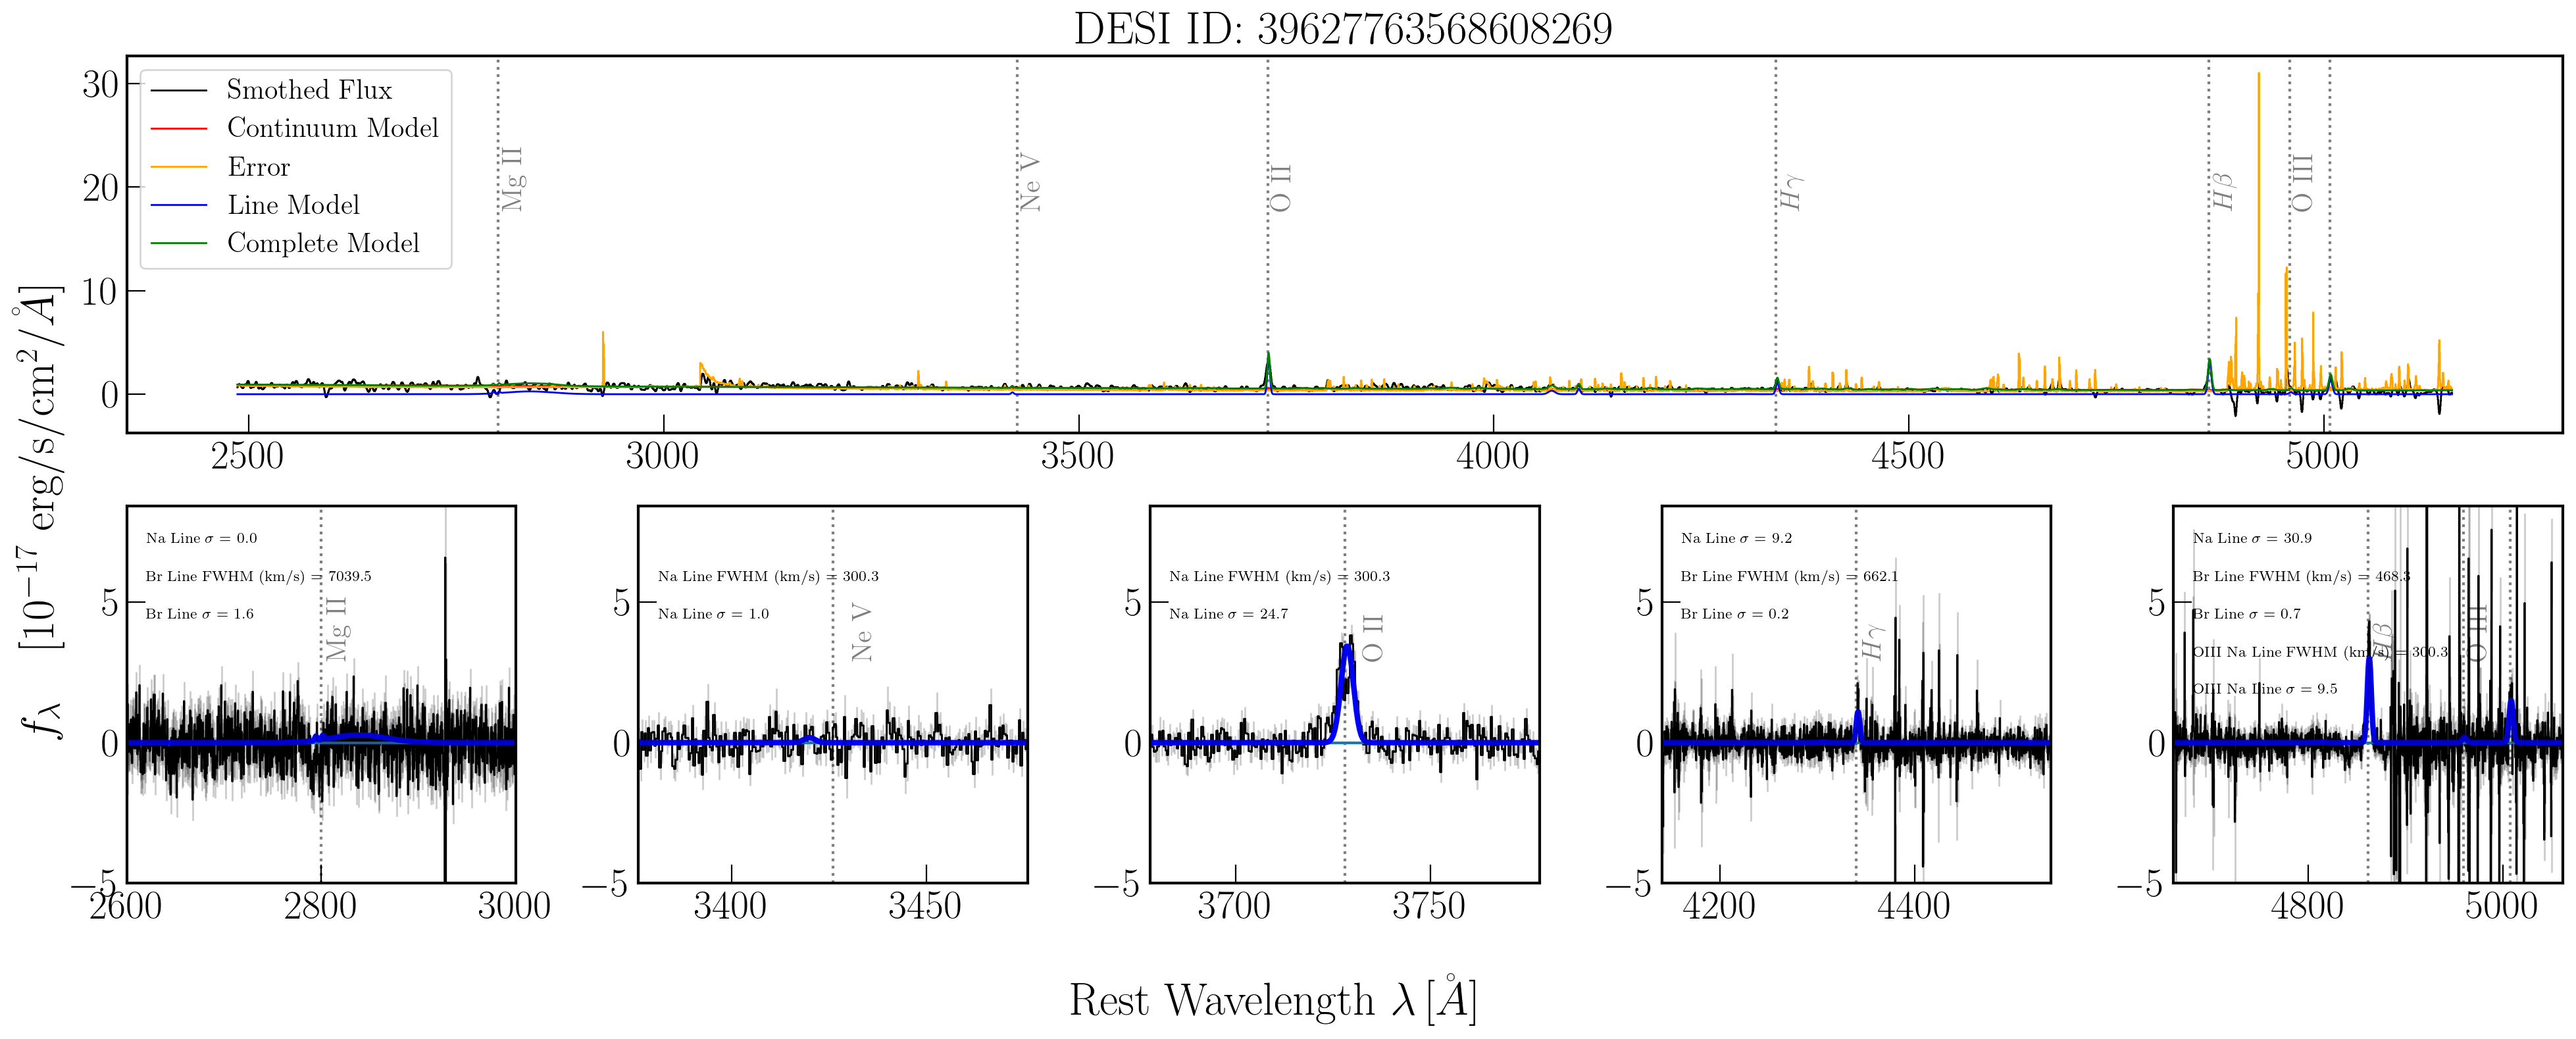 DESI ID: 39627763568608269
30
20
10
0
Smothed Flux
Continuum Model
Error
Line Model
Complete Model
Mg II
Ne V
O II
Hγ
Hβ
O III
2500
3000
3500
4000
4500
5000
fλ [10⁻¹⁷ erg/s/cm²/Å]
Na Line σ = 0.0
Br Line FWHM (km/s) = 7039.5
Br Line σ = 1.6
Mg II
5
0
−5
2600
2800
3000
Na Line FWHM (km/s) = 300.3
Na Line σ = 1.0
Ne V
5
0
−5
3400
3450
Na Line FWHM (km/s) = 300.3
Na Line σ = 24.7
O II
5
0
−5
3700
3750
Na Line σ = 9.2
Br Line FWHM (km/s) = 662.1
Br Line σ = 0.2
Hγ
5
0
−5
4200
4400
Na Line σ = 30.9
Br Line FWHM (km/s) = 468.3
Br Line σ = 0.7
OIII Na Line FWHM (km/s) = 300.3
OIII Na Line σ = 9.5
Hβ
O III
5
0
−5
4800
5000
Rest Wavelength λ [Å]